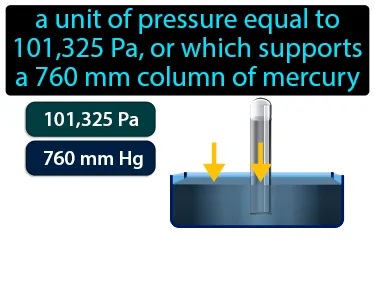 a unit of pressure equal to
101,325 Pa, or which supports
a 760 mm column of mercury
101,325 Pa
760 mm Hg